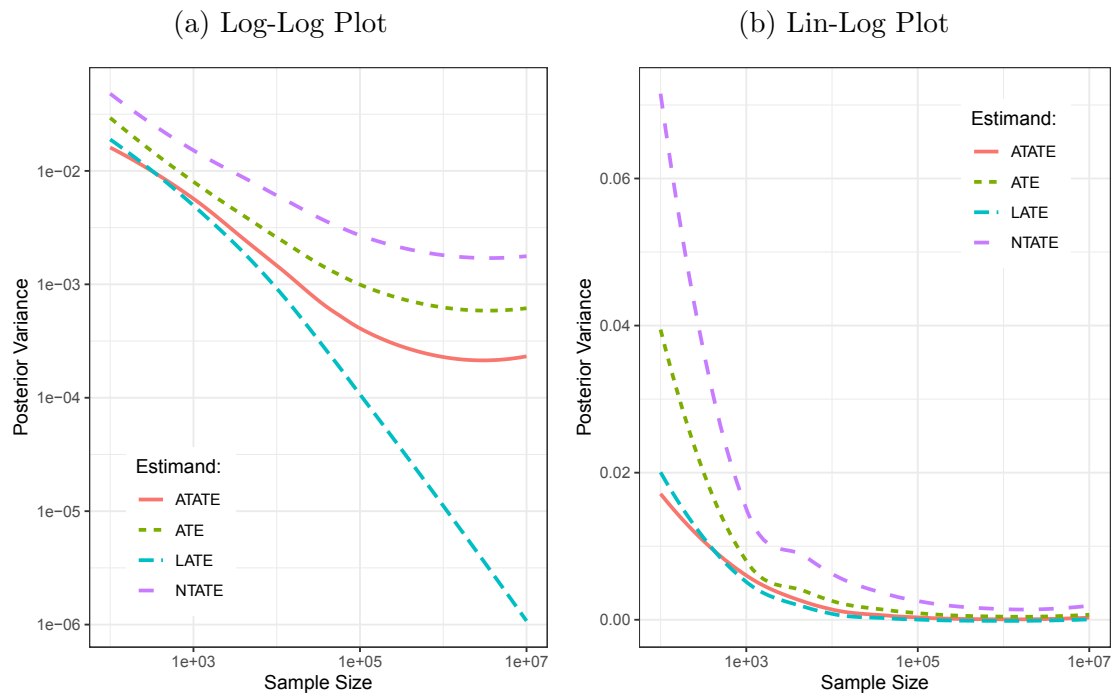 (a) Log-Log Plot
Posterior Variance
1e-02
1e-03
1e-04
1e-05
1e-06
Estimand:
ATATE
ATE
LATE
NTATE
1e+03
1e+05
1e+07
Sample Size
(b) Lin-Log Plot
Posterior Variance
0.06
0.04
0.02
0.00
Estimand:
ATATE
ATE
LATE
NTATE
1e+03
1e+05
1e+07
Sample Size